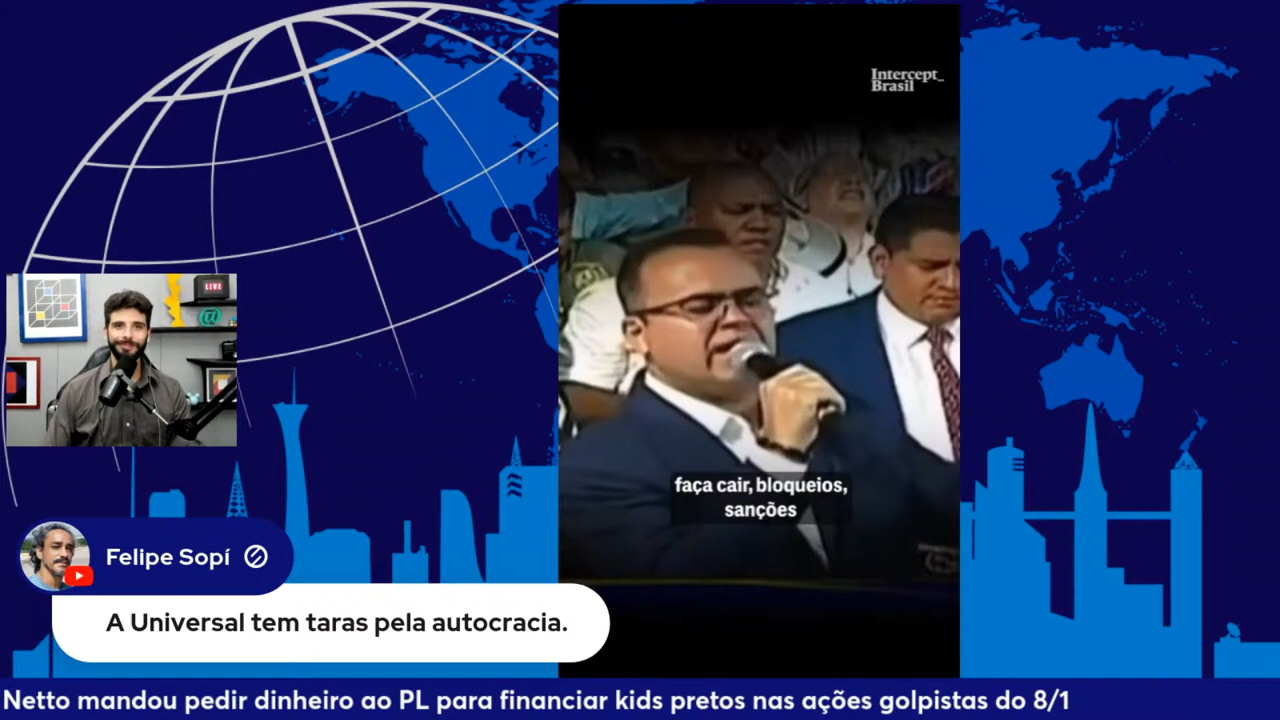 Intercept_
Brasil
LIVE
@
faça cair, bloqueios,
sanções
Felipe Sopí
A Universal tem taras pela autocracia.
Netto mandou pedir dinheiro ao PL para financiar kids pretos nas ações golpistas do 8/1